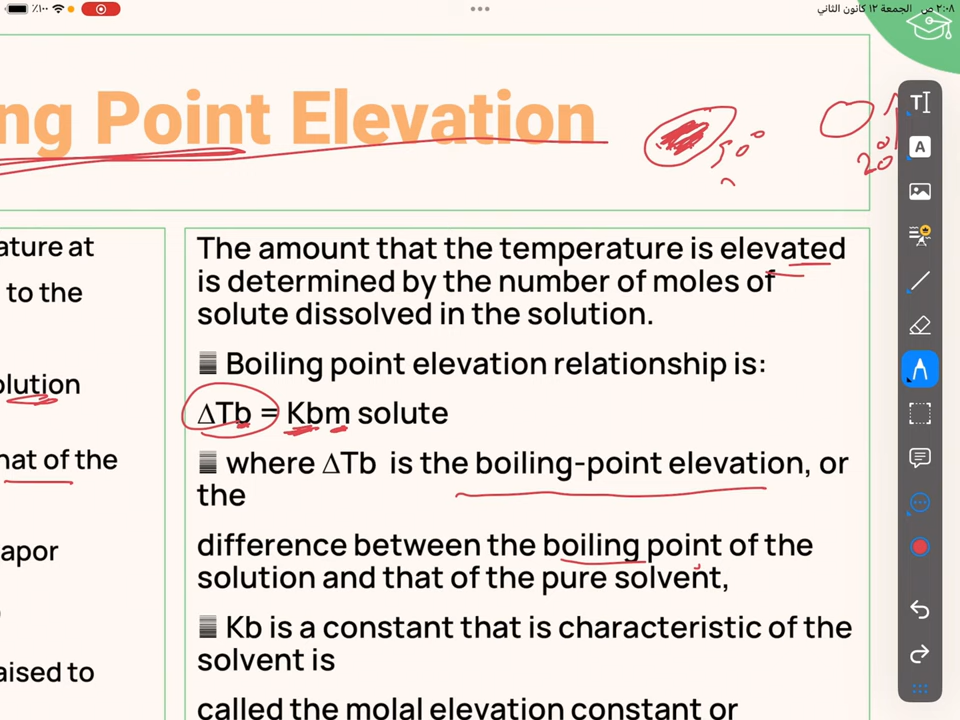 ٪١٠٠
٢:٠٨ ص الجمعة ١٢ كانون الثاني
ng Point Elevation
50
20
T
A
ature at
to the
olution
hat of the
apor
aised to
The amount that the temperature is elevated
is determined by the number of moles of
solute dissolved in the solution.
Boiling point elevation relationship is:
ΔTb = Kbm solute
where ΔTb is the boiling-point elevation, or
the
difference between the boiling point of the
solution and that of the pure solvent,
Kb is a constant that is characteristic of the
solvent is
called the molal elevation constant or